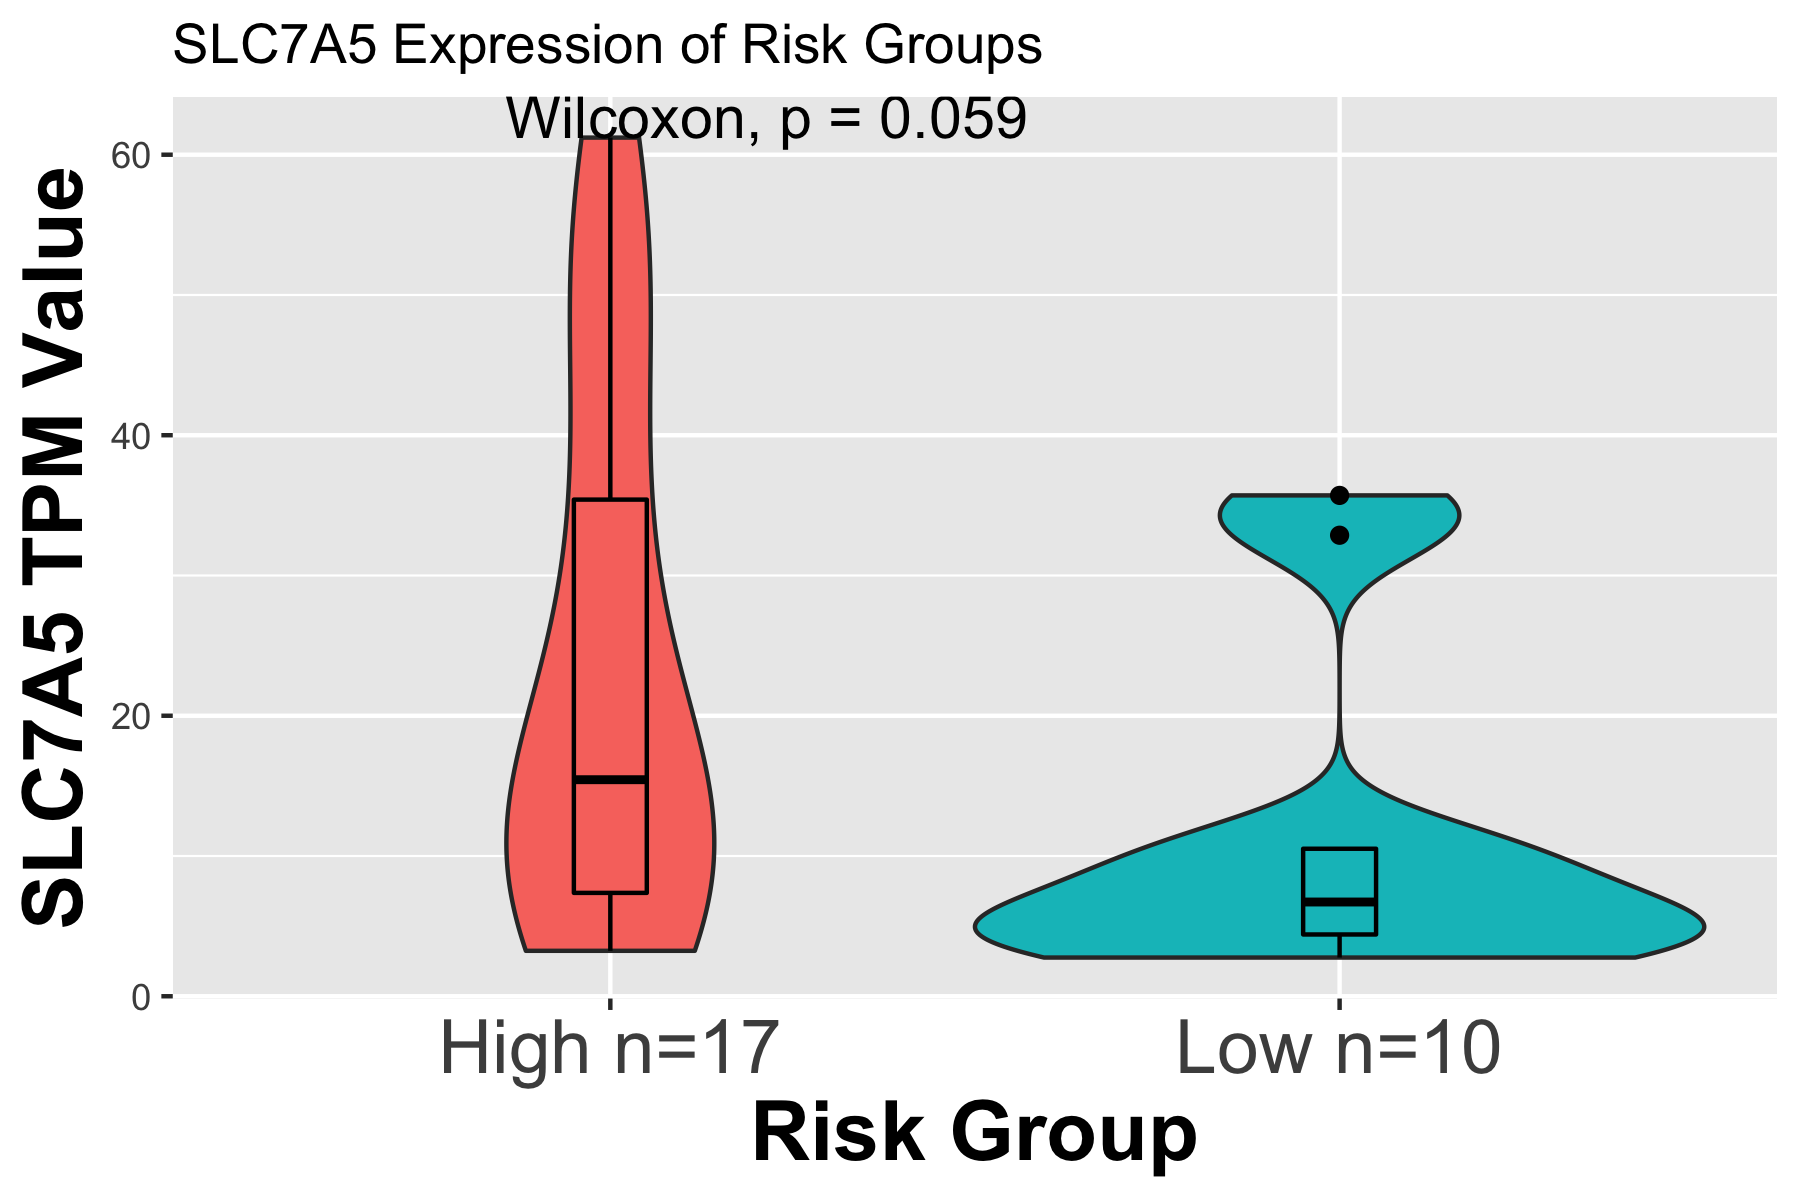 SLC7A5 Expression of Risk Groups
Wilcoxon, p = 0.059
SLC7A5 TPM Value
60
40
20
0
High n=17
Low n=10
Risk Group